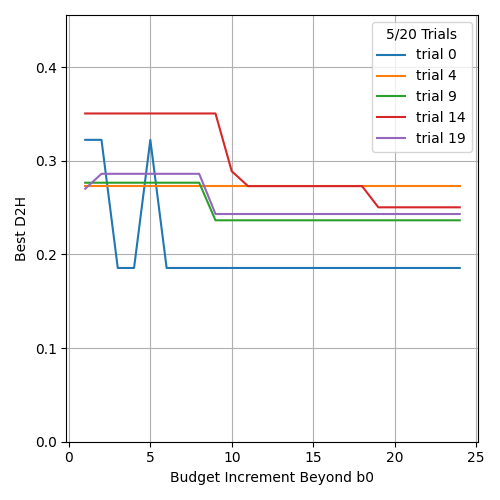 5/20 Trials
trial 0
trial 4
trial 9
trial 14
trial 19
0.4
0.3
0.2
0.1
0.0
Best D2H
0 5 10 15 20 25
Budget Increment Beyond b0